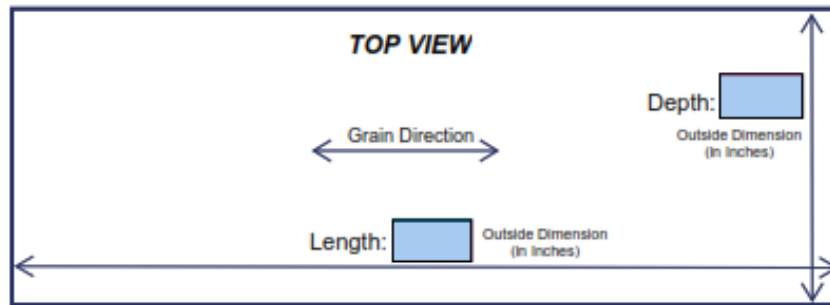 TOP VIEW
Depth:
Outside Dimension
(In Inches)
Grain Direction
Length:
Outside Dimension
(In Inches)